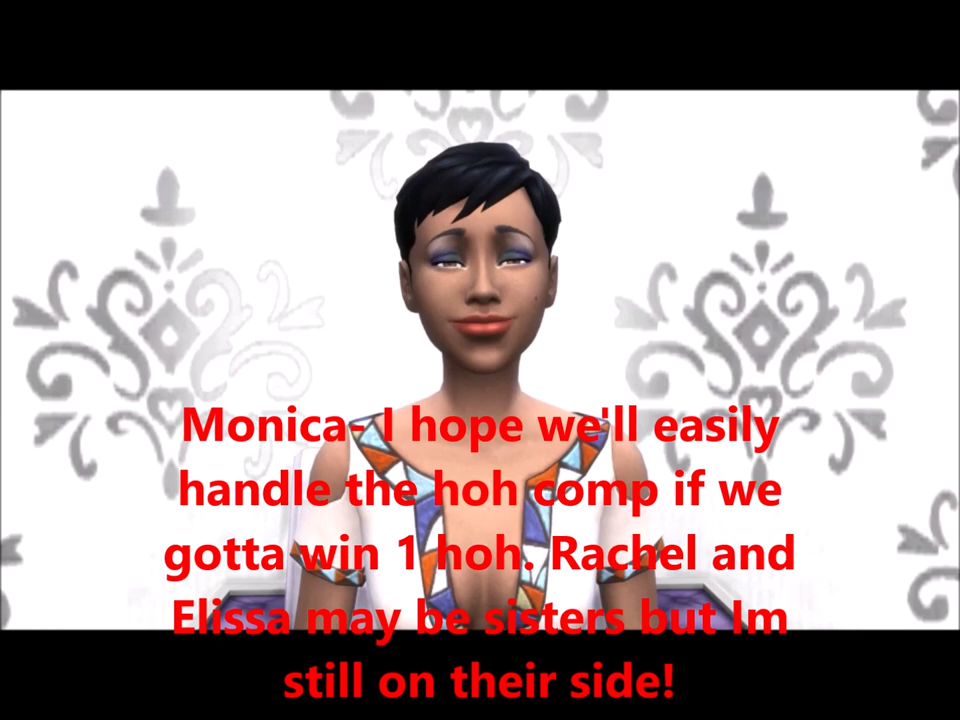 Monica- I hope we'll easily
handle the hoh comp if we
gotta win 1 hoh. Rachel and
Elissa may be sisters but Im
still on their side!